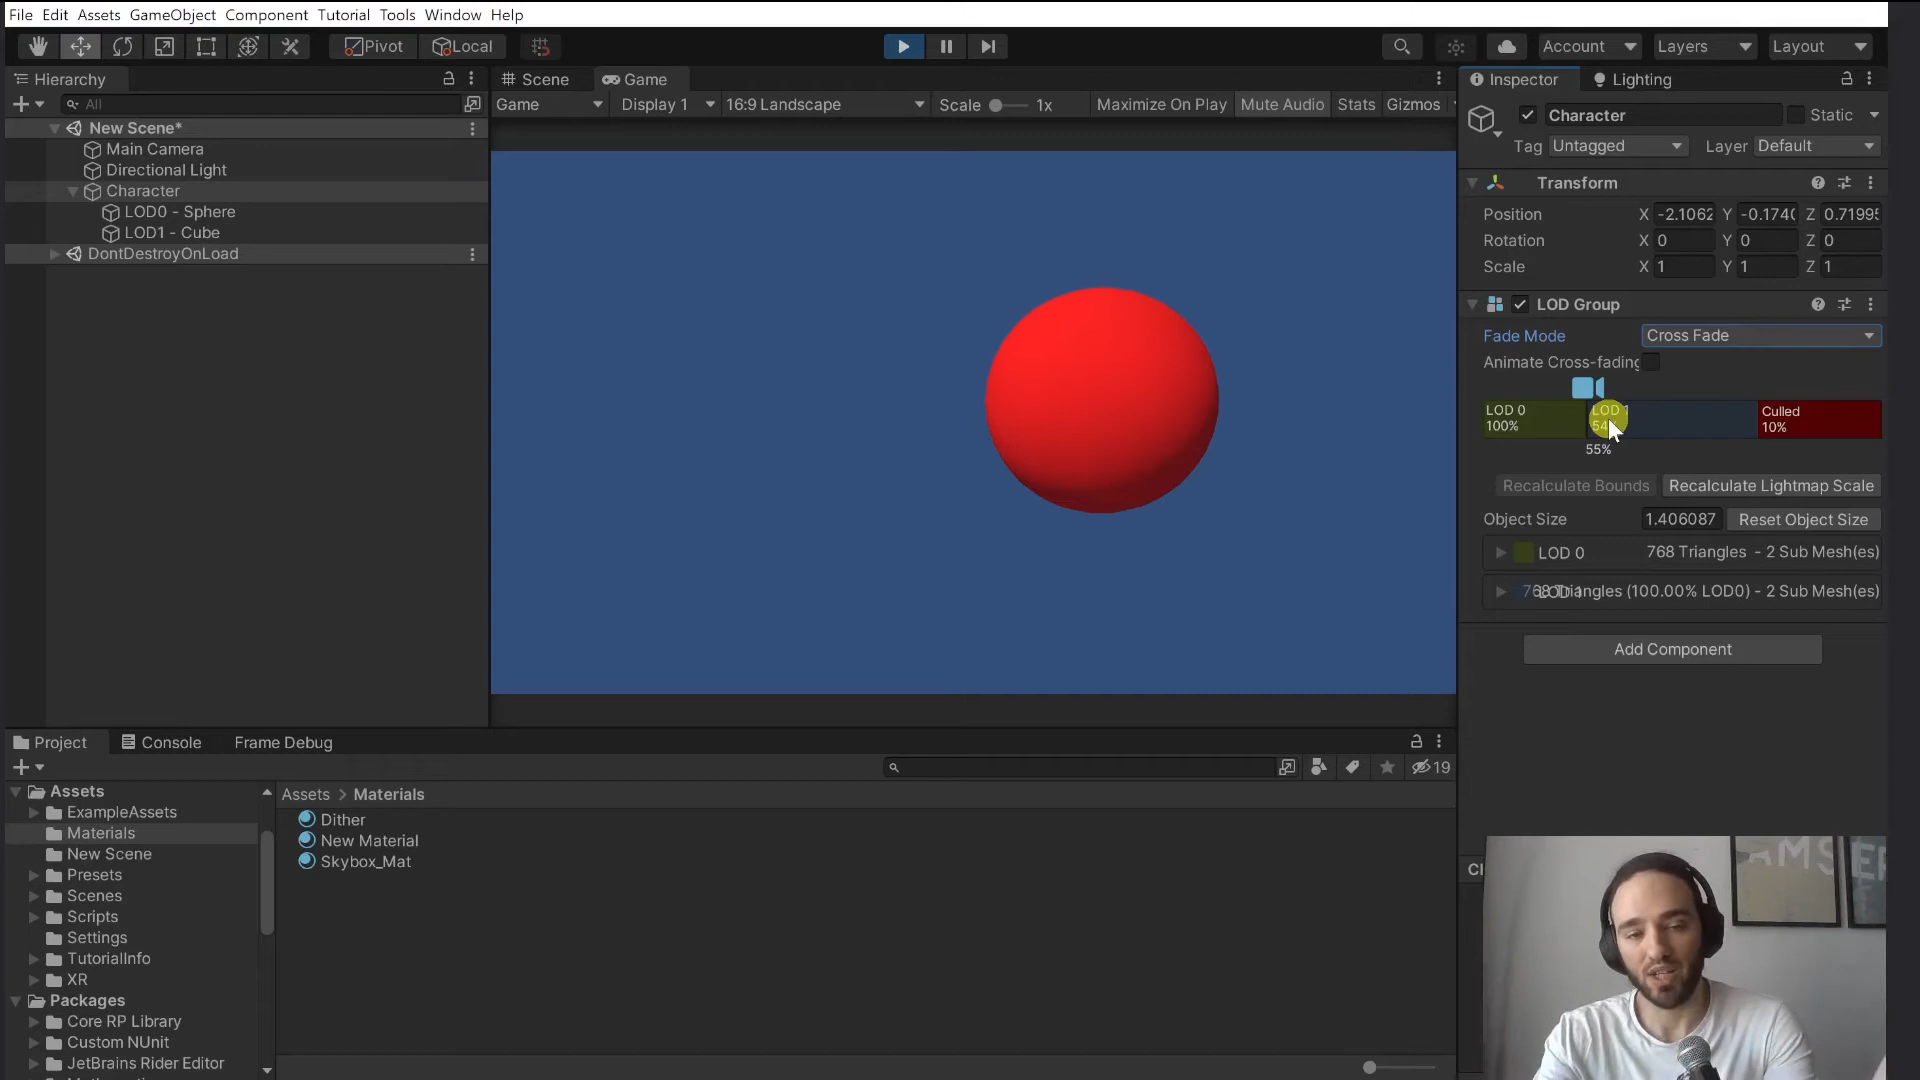 File Edit Assets GameObject Component Tutorial Tools Window Help
Pivot Local Account Layers Layout
Hierarchy
All
New Scene*
Main Camera
Directional Light
Character
LOD0 - Sphere
LOD1 - Cube
DontDestroyOnLoad
Scene Game
Game Display 1 16:9 Landscape Scale 1x Maximize On Play Mute Audio Stats Gizmos
Inspector Lighting
Character Static
Tag Untagged Layer Default
Transform
Position X -2.1062 Y -0.1740 Z 0.71995
Rotation X 0 Y 0 Z 0
Scale X 1 Y 1 Z 1
LOD Group
Fade Mode Cross Fade
Animate Cross-fading
LOD 0 LOD 1 Culled
100% 54% 10%
55%
Recalculate Bounds Recalculate Lightmap Scale
Object Size 1.406087 Reset Object Size
LOD 0 768 Triangles - 2 Sub Mesh(es)
LOD 1 768 Triangles (100.00% LOD0) - 2 Sub Mesh(es)
Add Component
Project Console Frame Debug
19
Assets
ExampleAssets
Materials
New Scene
Presets
Scenes
Scripts
Settings
TutorialInfo
XR
Packages
Core RP Library
Custom NUnit
JetBrains Rider Editor
Assets > Materials
Dither
New Material
Skybox_Mat